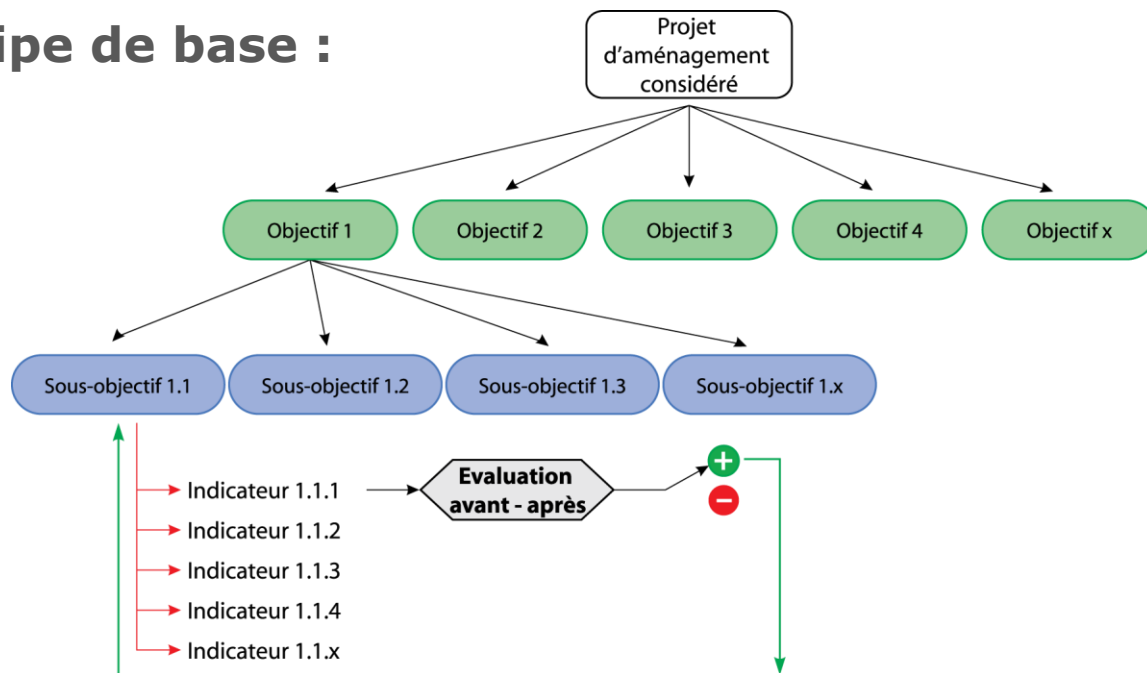 ipe de base :
Projet
d'aménagement
considéré
Objectif 1
Objectif 2
Objectif 3
Objectif 4
Objectif x
Sous-objectif 1.1
Sous-objectif 1.2
Sous-objectif 1.3
Sous-objectif 1.x
Indicateur 1.1.1
Evaluation
avant - après
+
−
Indicateur 1.1.2
Indicateur 1.1.3
Indicateur 1.1.4
Indicateur 1.1.x